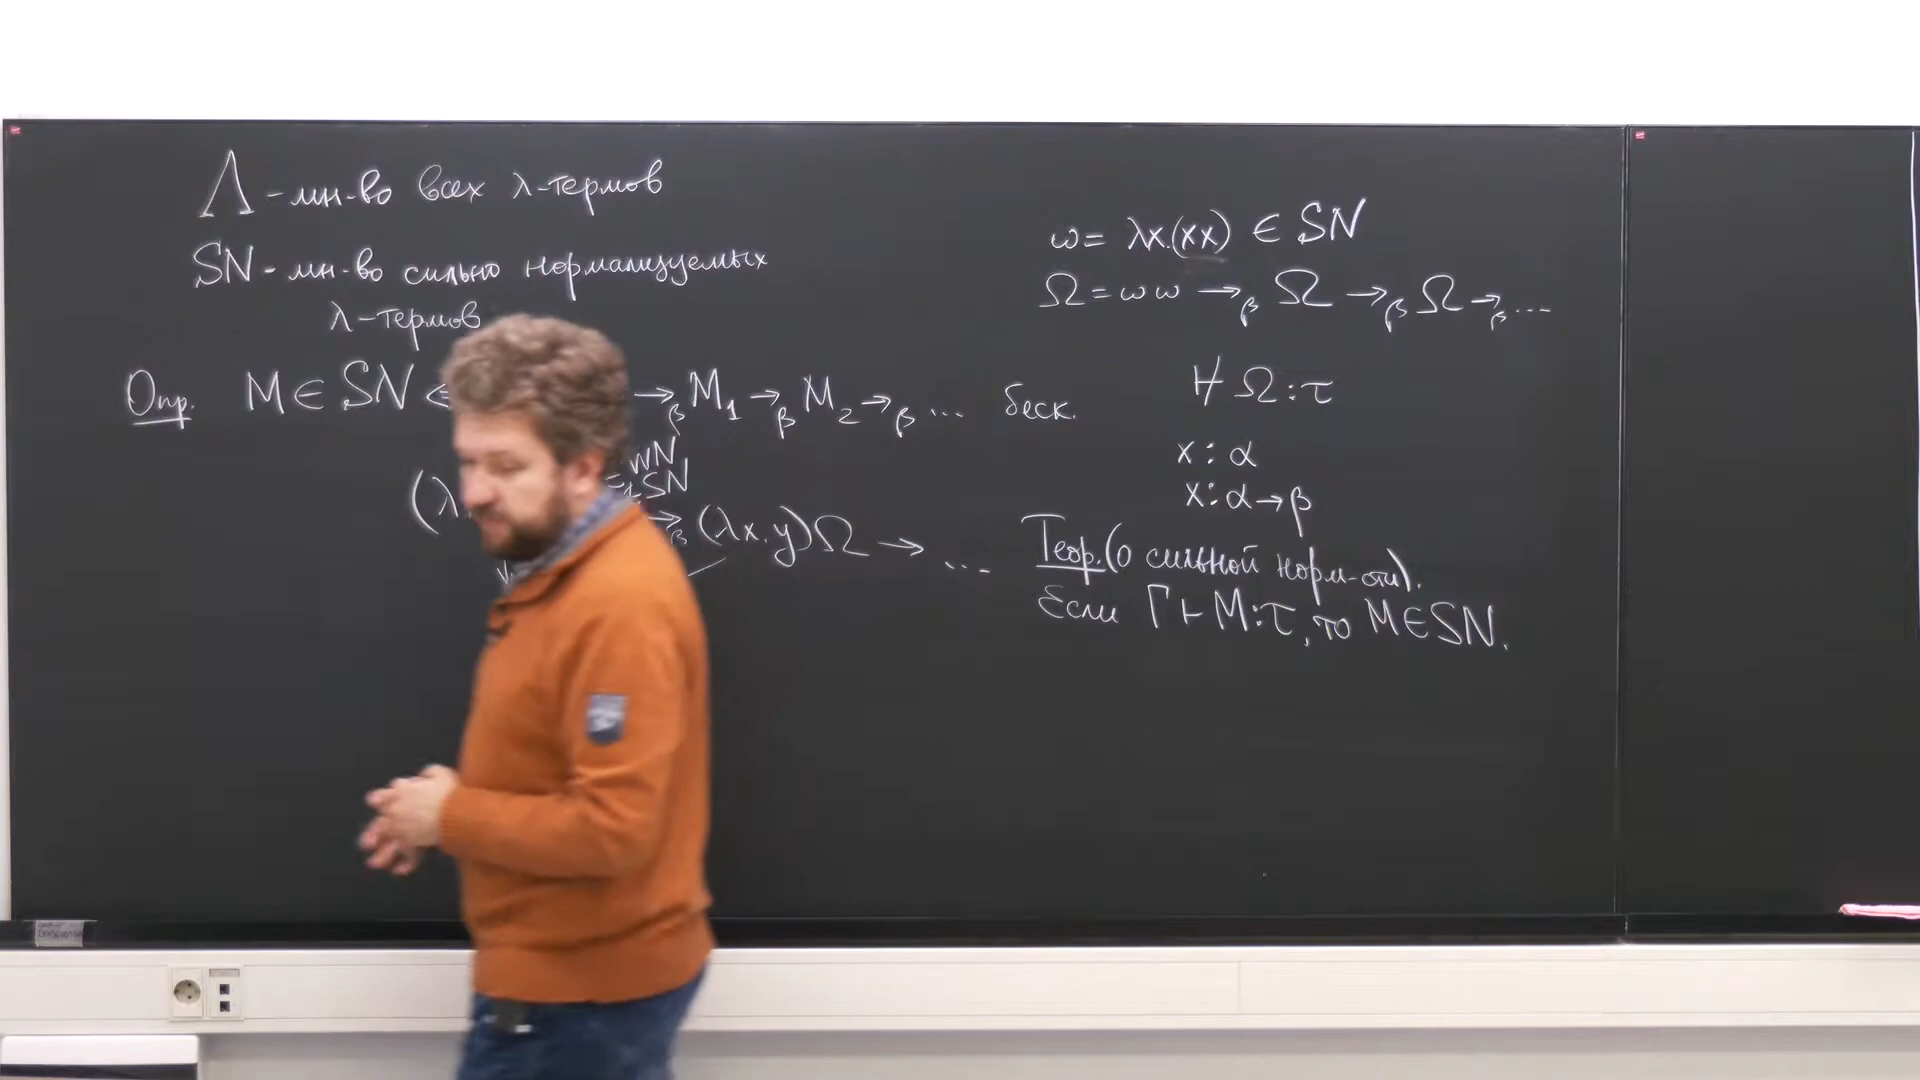 Λ - мн-во всех λ-термов
SN - мн-во сильно нормализуемых
λ-термов
Опр. M ∈ SN →β M₁ →β M₂ →β ... беск.
WN
SN
(λ
→β (λx.y)Ω → ...
ω = λx.(xx) ∈ SN
Ω = ωω →β Ω →β Ω →β ...
⊬ Ω : τ
x : α
x : α → β
Теор. (о сильной норм-сти).
Если Γ ⊢ M : τ, то M ∈ SN.